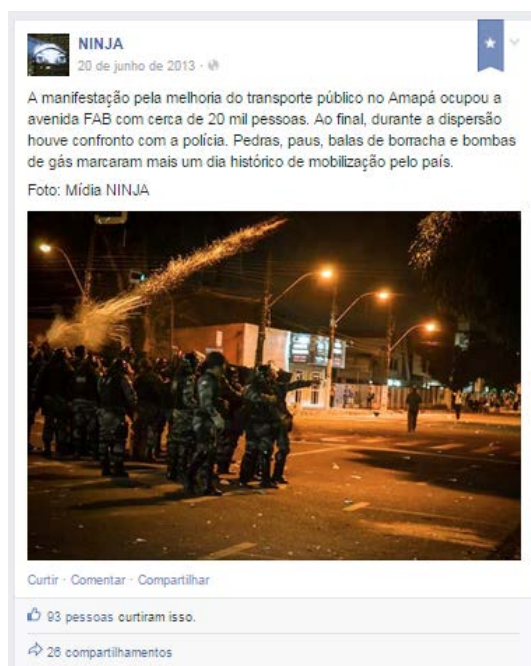 NINJA
20 de junho de 2013 ·
A manifestação pela melhoria do transporte público no Amapá ocupou a
avenida FAB com cerca de 20 mil pessoas. Ao final, durante a dispersão
houve confronto com a polícia. Pedras, paus, balas de borracha e bombas
de gás marcaram mais um dia histórico de mobilização pelo país.
Foto: Mídia NINJA
Curtir · Comentar · Compartilhar
93 pessoas curtiram isso.
26 compartilhamentos